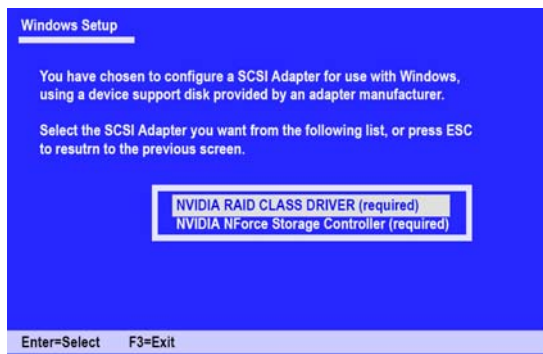 Windows Setup
You have chosen to configure a SCSI Adapter for use with Windows,
using a device support disk provided by an adapter manufacturer.
Select the SCSI Adapter you want from the following list, or press ESC
to resutrn to the previous screen.
NVIDIA RAID CLASS DRIVER (required)
NVIDIA NForce Storage Controller (required)
Enter=Select F3=Exit